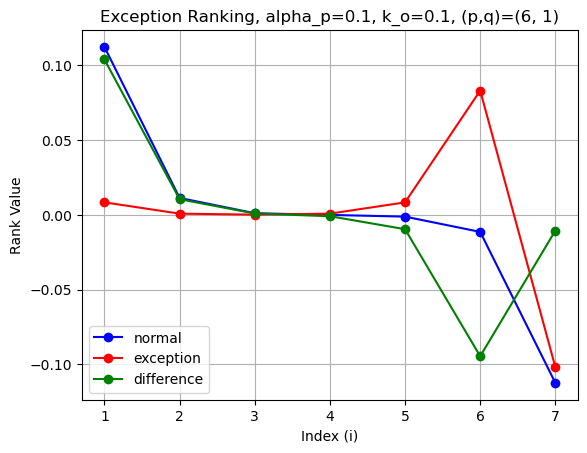 Exception Ranking, alpha_p=0.1, k_o=0.1, (p,q)=(6, 1)
Rank Value
0.10
0.05
0.00
−0.05
−0.10
normal
exception
difference
1 2 3 4 5 6 7
Index (i)